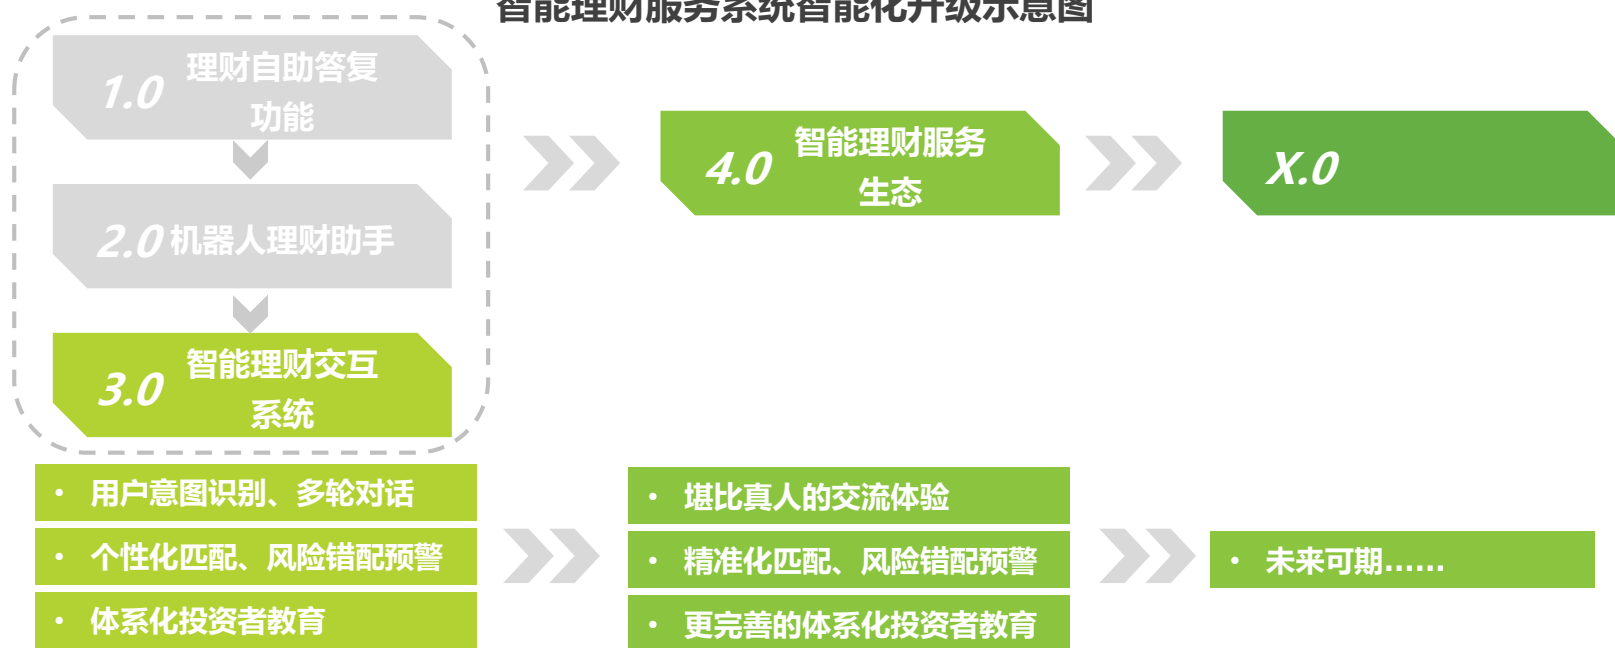 智能理财服务系统智能化升级示意图
1.0
理财自助答复
功能
2.0
机器人理财助手
3.0
智能理财交互
系统
4.0
智能理财服务
生态
X.0
• 用户意图识别、多轮对话
• 个性化匹配、风险错配预警
• 体系化投资者教育
• 堪比真人的交流体验
• 精准化匹配、风险错配预警
• 更完善的体系化投资者教育
• 未来可期......